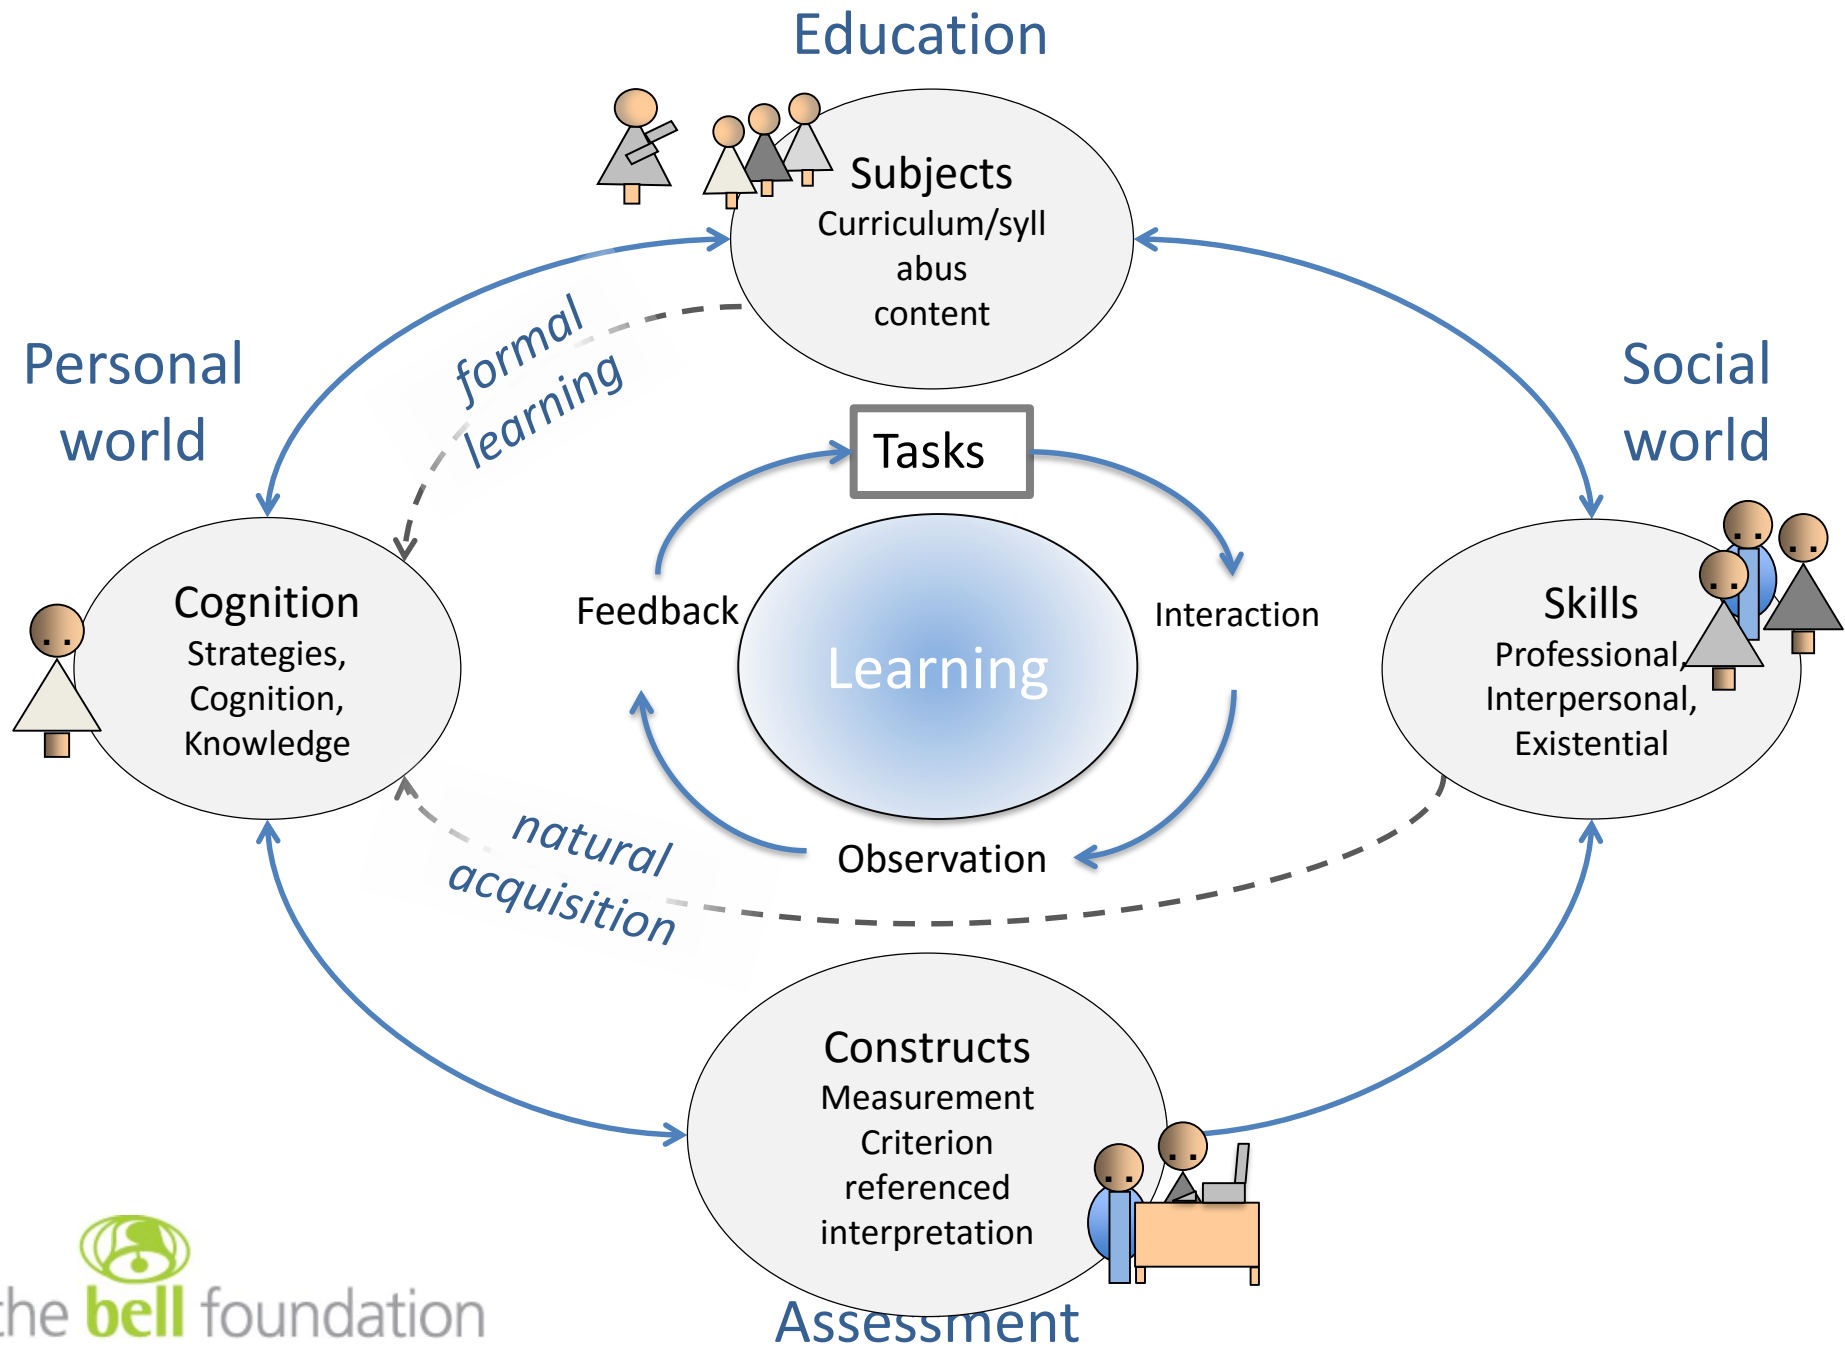 Education
Subjects
Curriculum/syll
abus
content
Personal
world
Social
world
formal
learning
Tasks
Feedback
Interaction
Learning
Observation
Cognition
Strategies,
Cognition,
Knowledge
Skills
Professional,
Interpersonal,
Existential
natural
acquisition
Constructs
Measurement
Criterion
referenced
interpretation
Assessment
the bell foundation